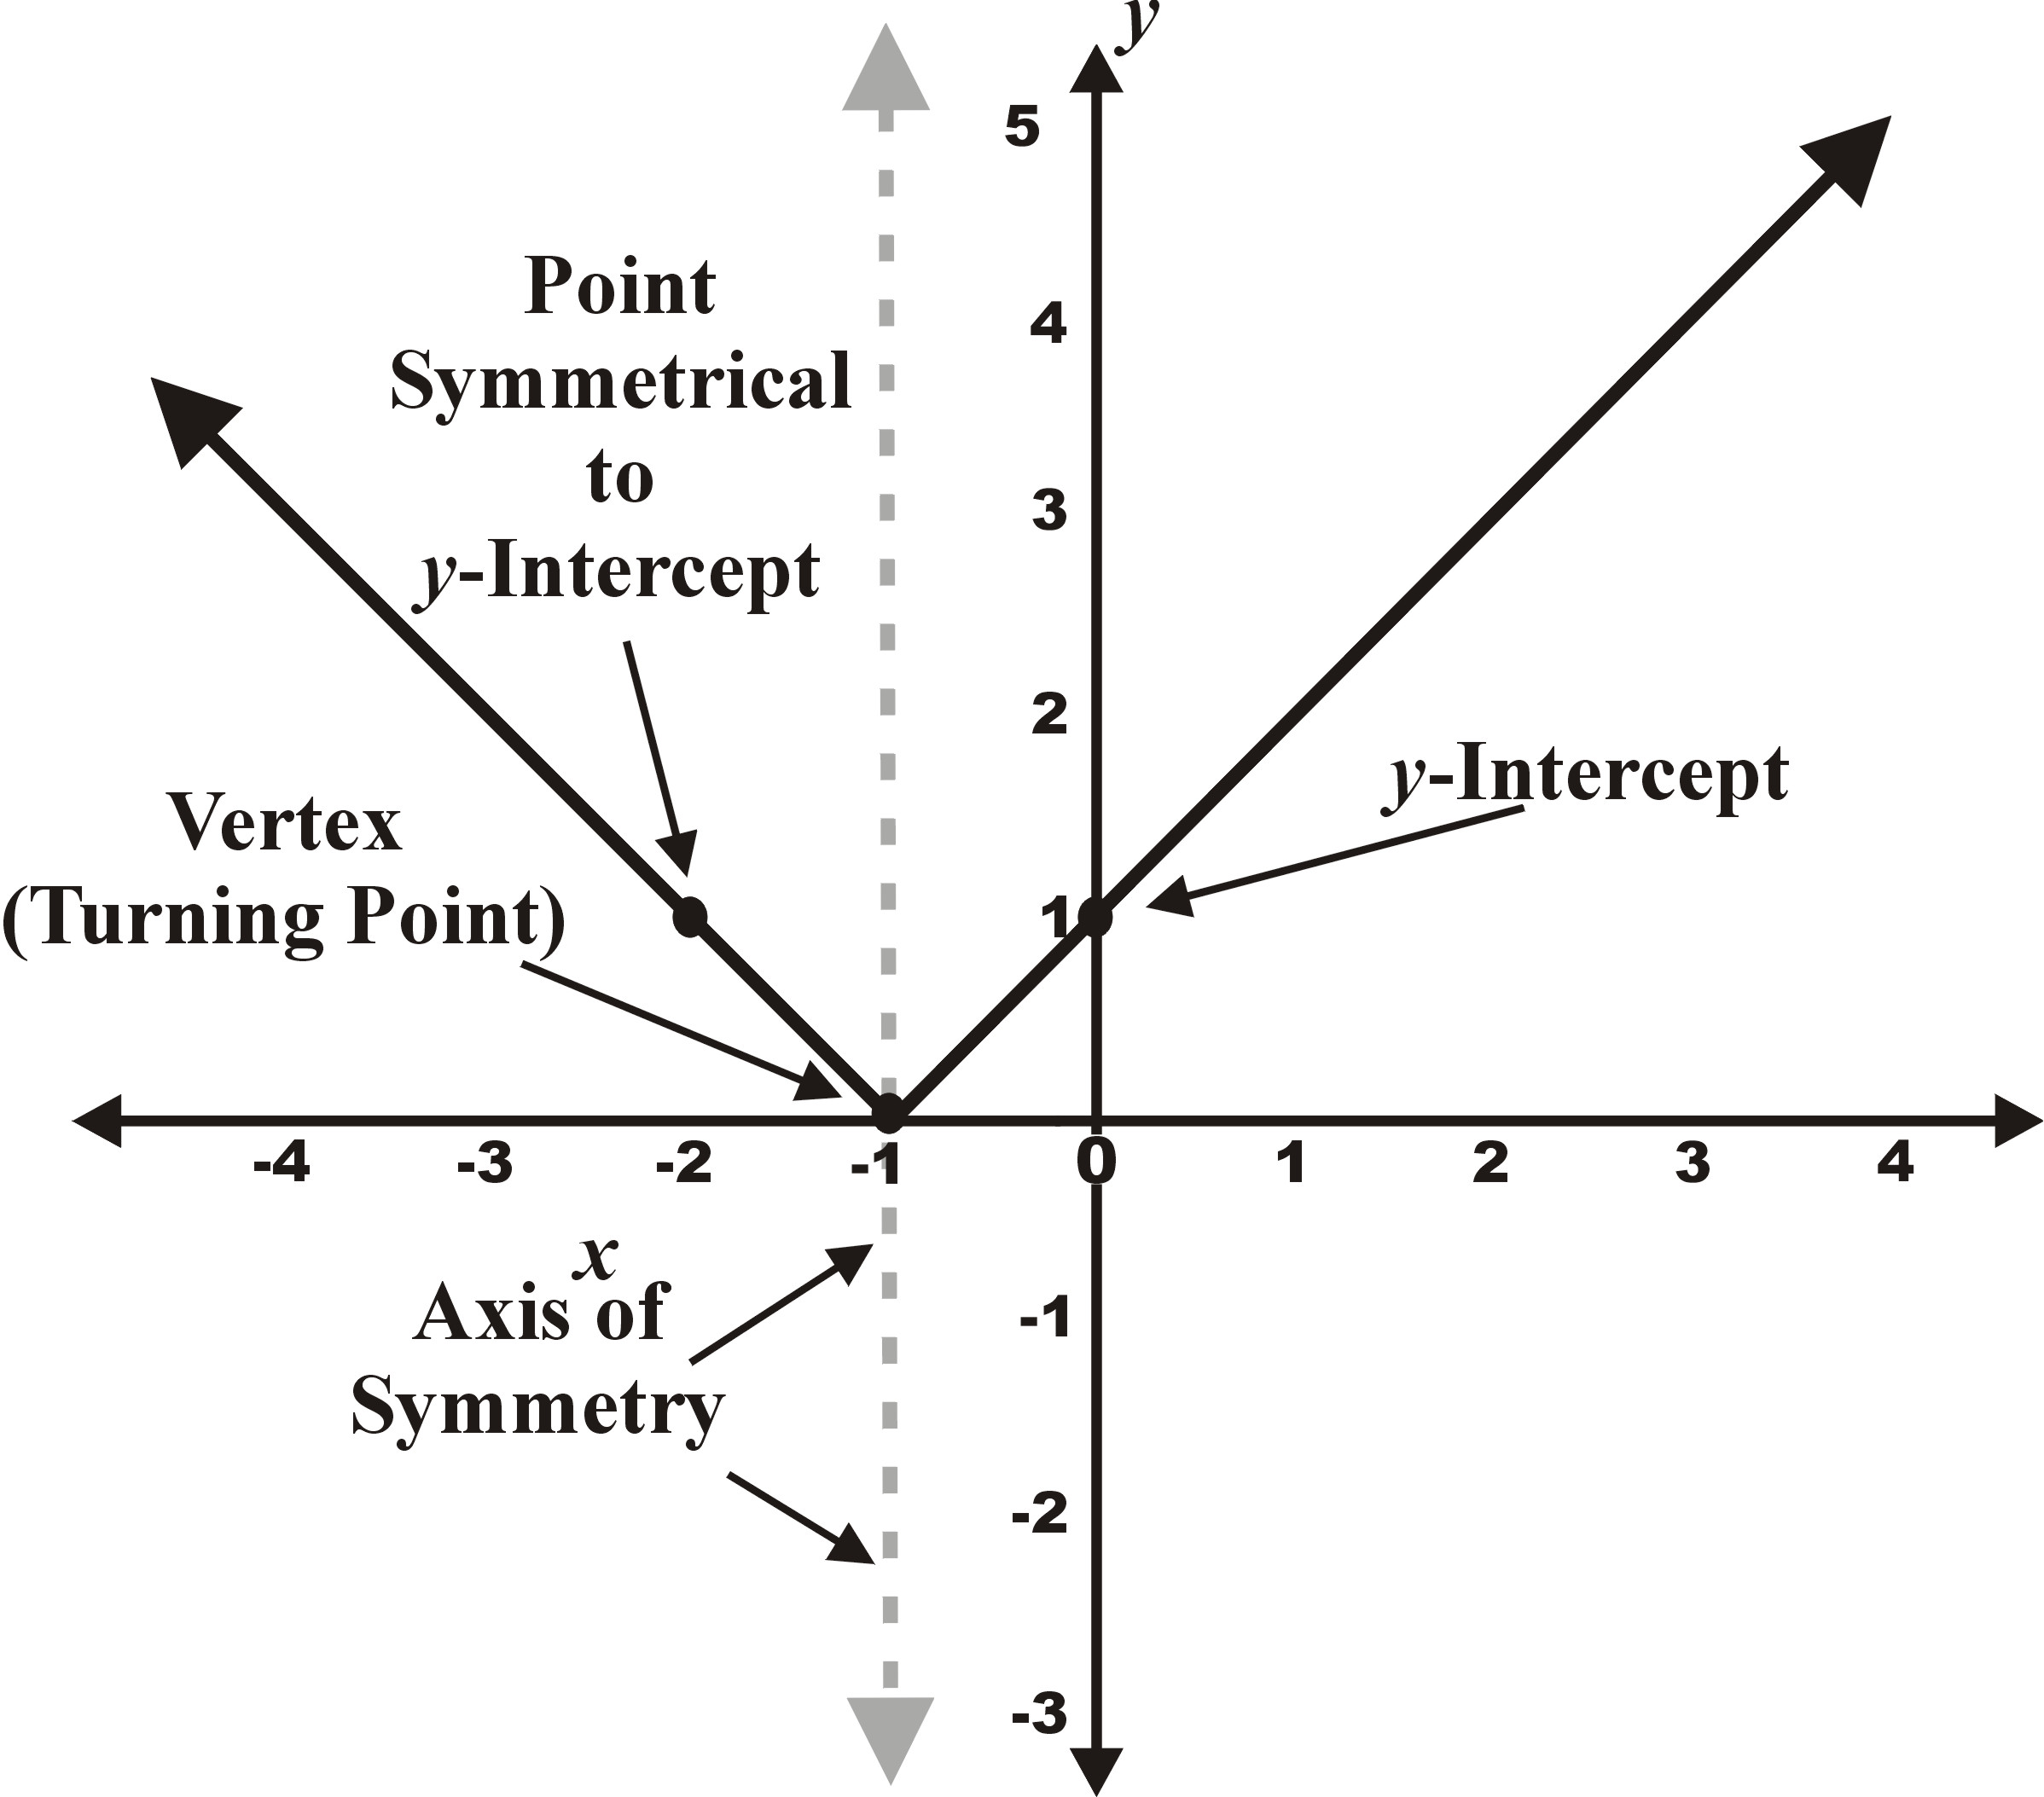 y
5
Point
Symmetrical
to
y-Intercept
4
3
2
y-Intercept
Vertex
(Turning Point)
1
-4 -3 -2 -1 0 1 2 3 4
x
Axis of
Symmetry
-1
-2
-3